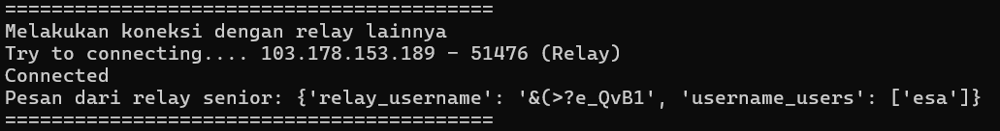 ==========================================
Melakukan koneksi dengan relay lainnya
Try to connecting.... 103.178.153.189 - 51476 (Relay)
Connected
Pesan dari relay senior: {'relay_username': '&(>?e_QvB1', 'username_users': ['esa']}
==========================================